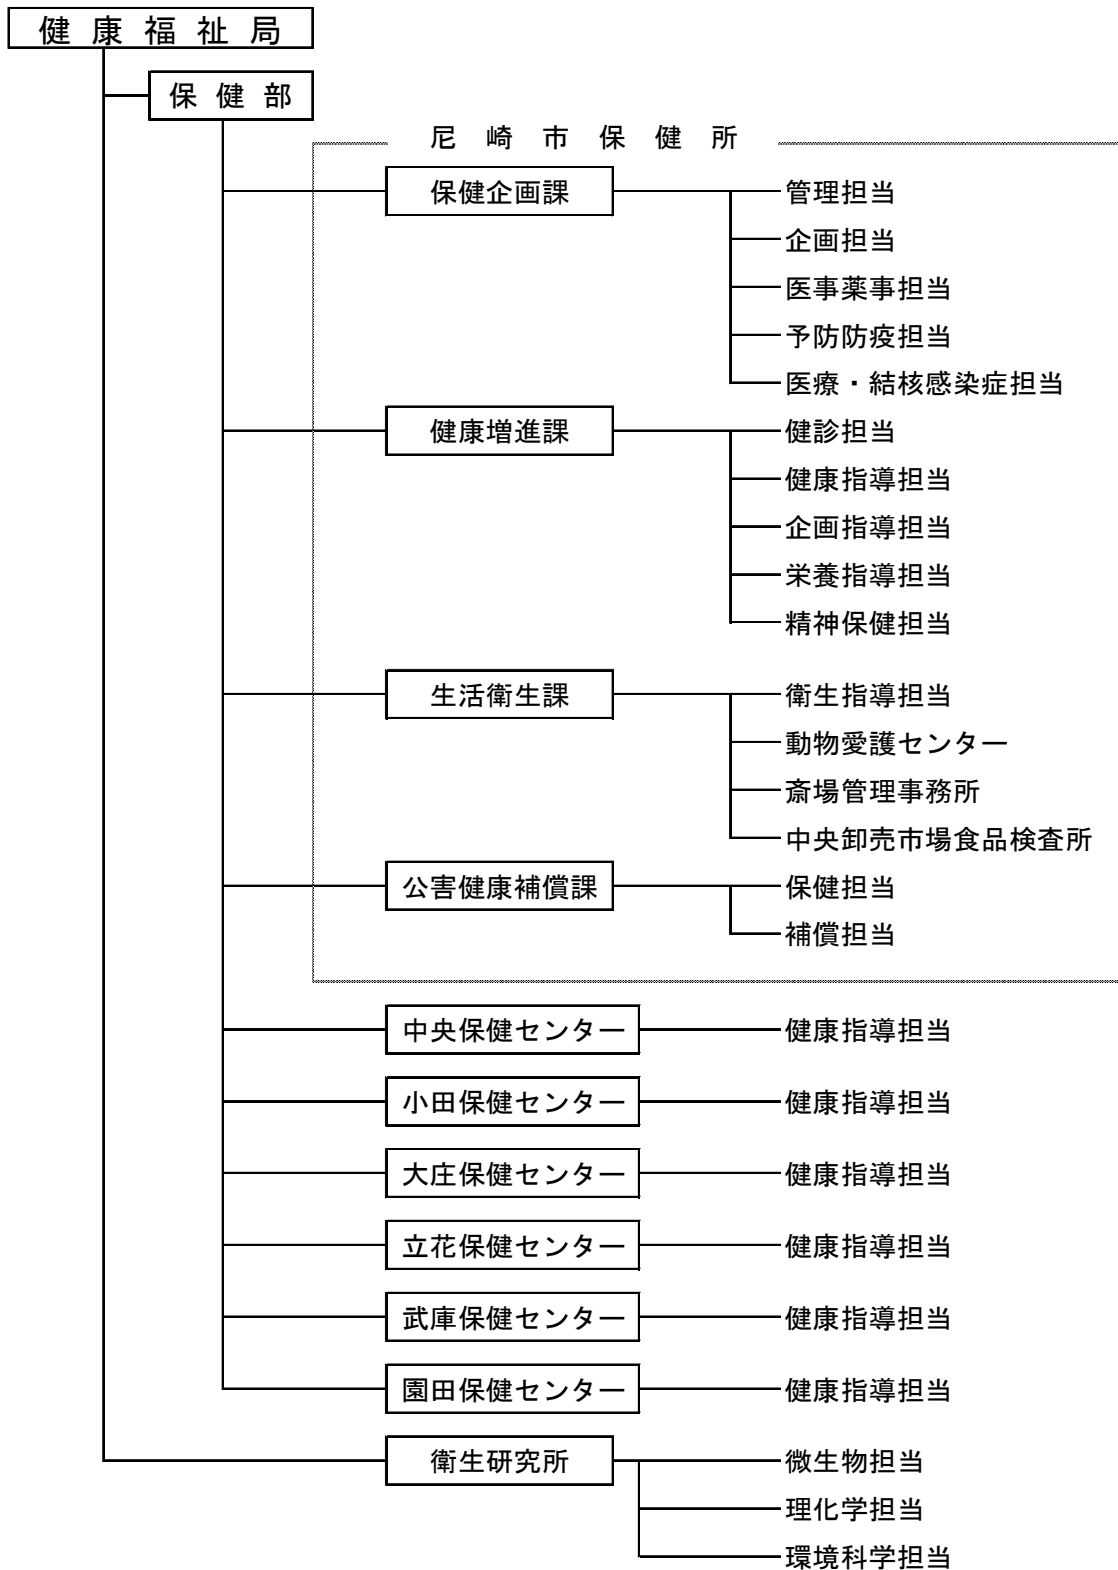 健康福祉局
保健部
尼崎市保健所
保健企画課
管理担当
企画担当
医事薬事担当
予防防疫担当
医療・結核感染症担当
健康増進課
健診担当
健康指導担当
企画指導担当
栄養指導担当
精神保健担当
生活衛生課
衛生指導担当
動物愛護センター
斎場管理事務所
中央卸売市場食品検査所
公害健康補償課
保健担当
補償担当
中央保健センター
健康指導担当
小田保健センター
健康指導担当
大庄保健センター
健康指導担当
立花保健センター
健康指導担当
武庫保健センター
健康指導担当
園田保健センター
健康指導担当
衛生研究所
微生物担当
理化学担当
環境科学担当